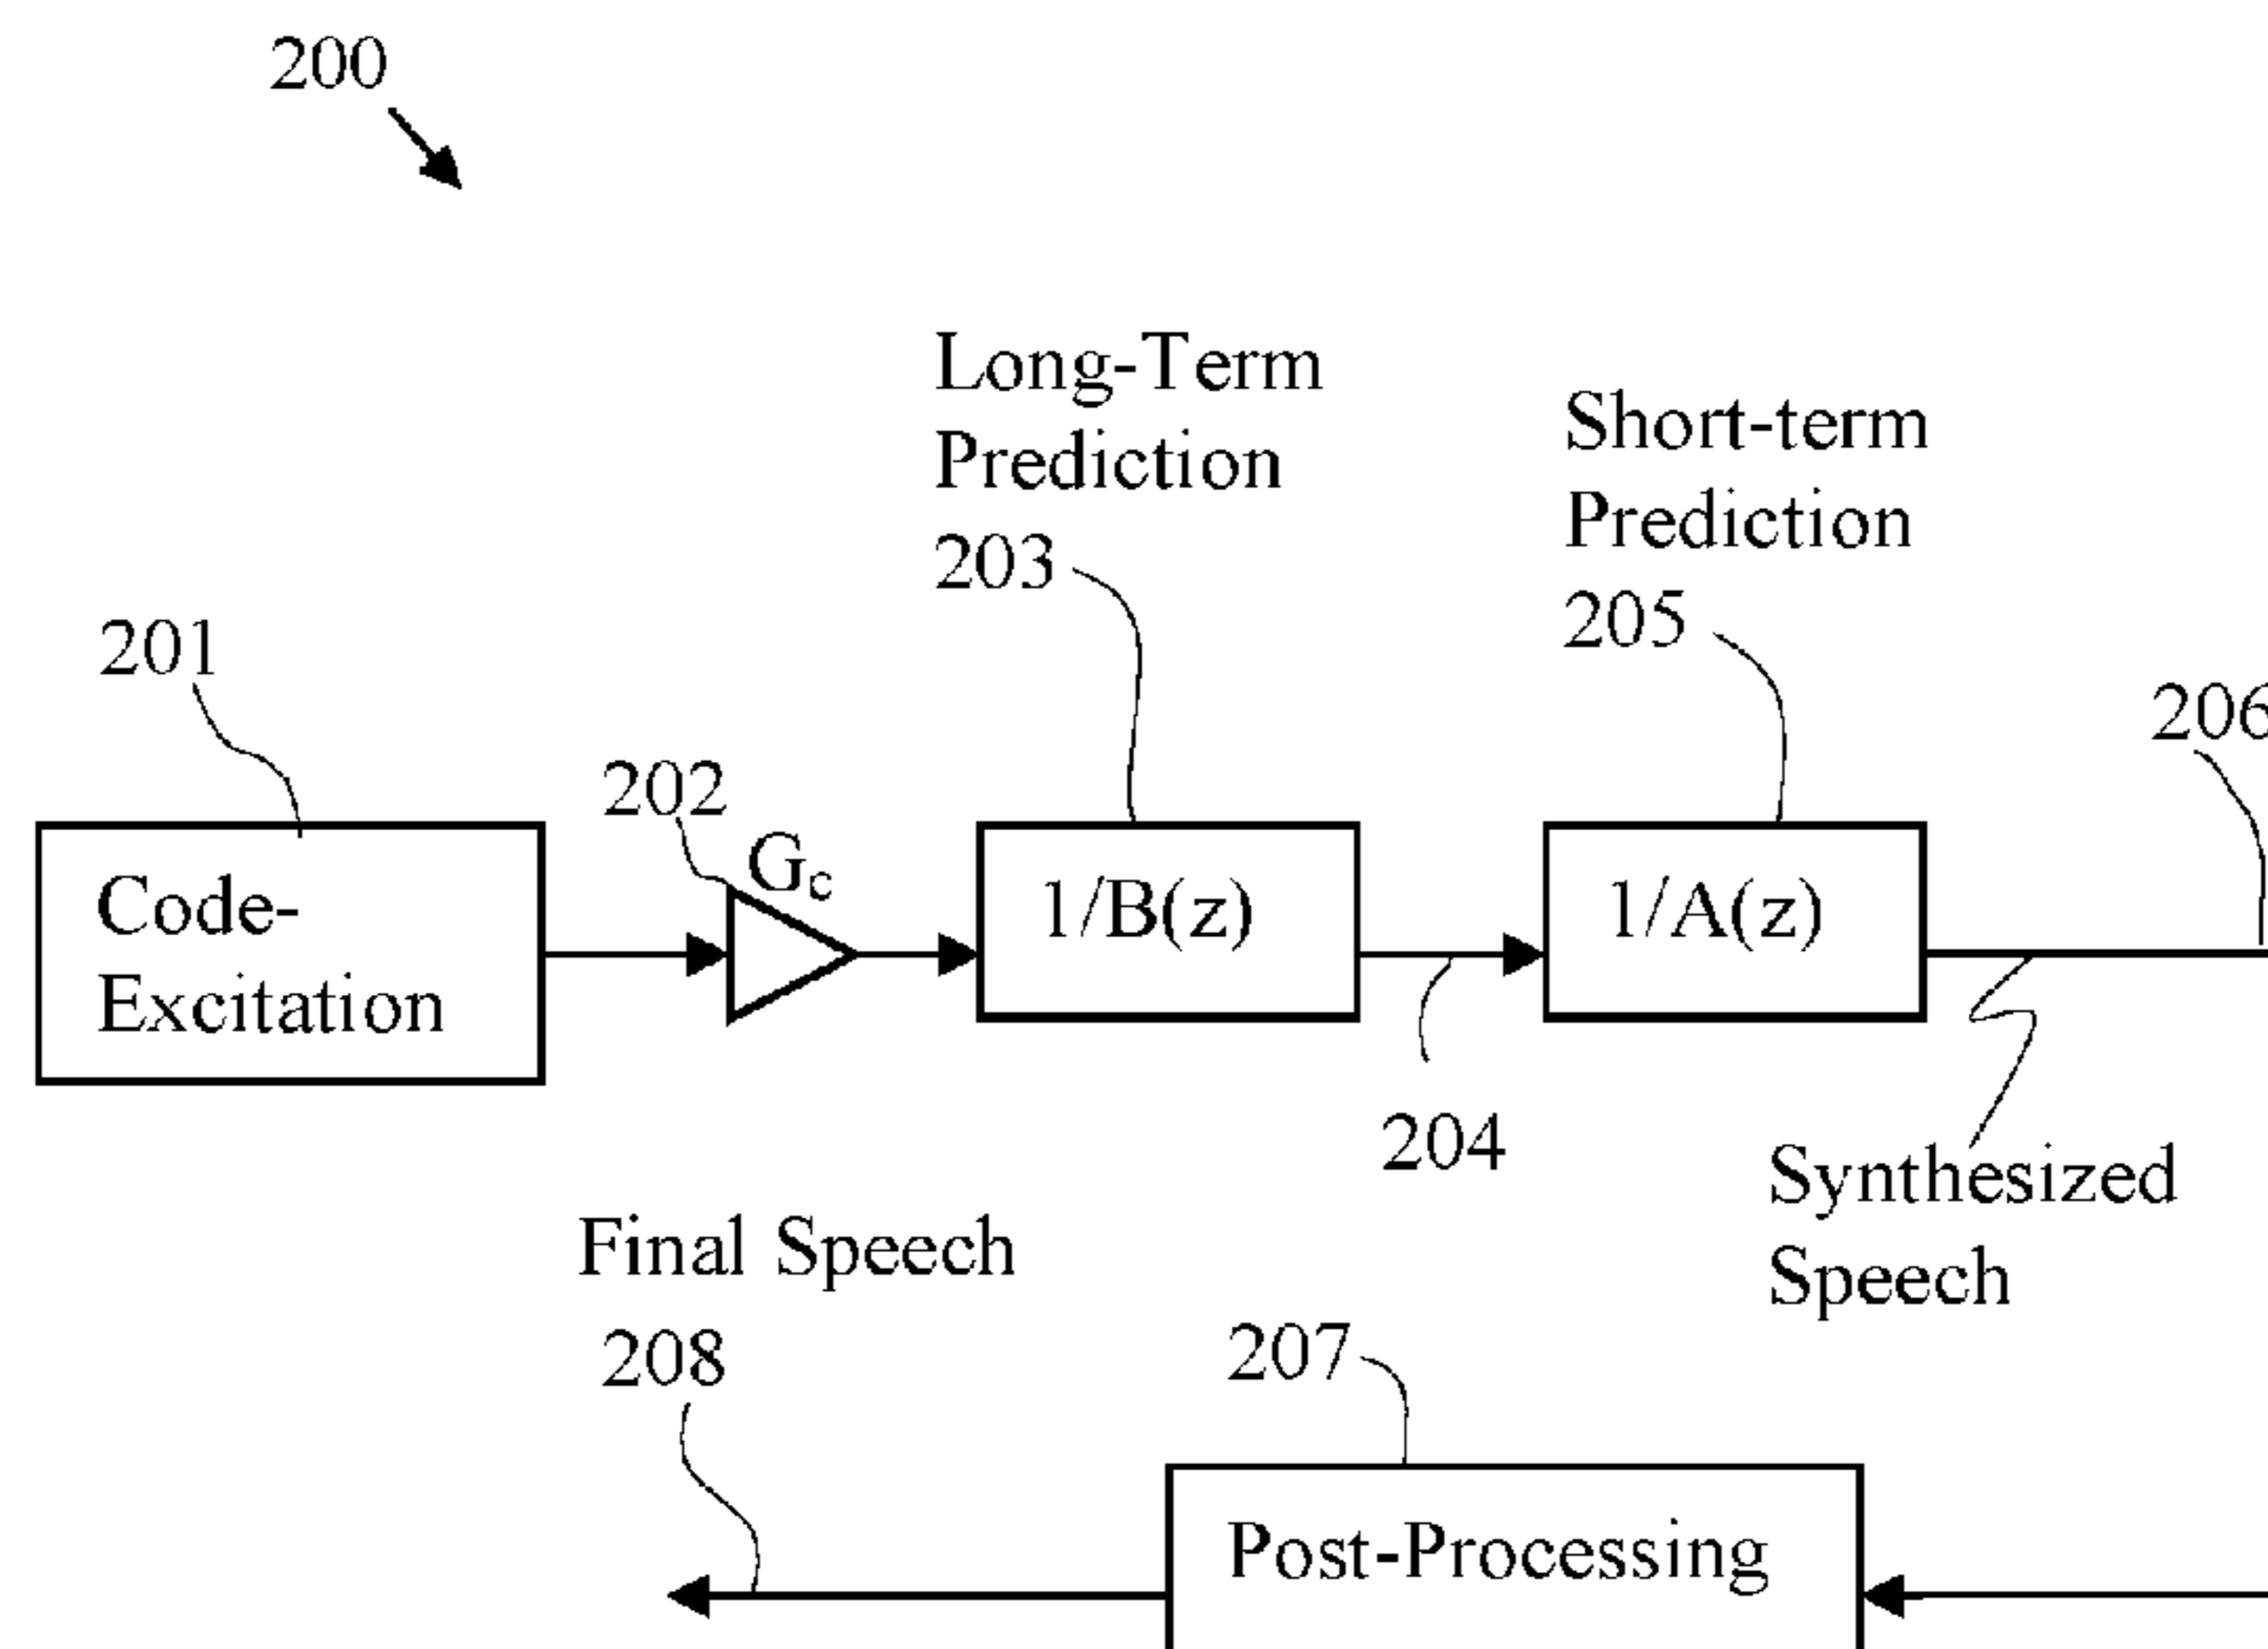 200
Long-Term
Prediction
203
Short-term
Prediction
205
201
202
G_c
206
Code-
Excitation
1/B(z)
1/A(z)
204
Synthesized
Speech
Final Speech
208
207
Post-Processing